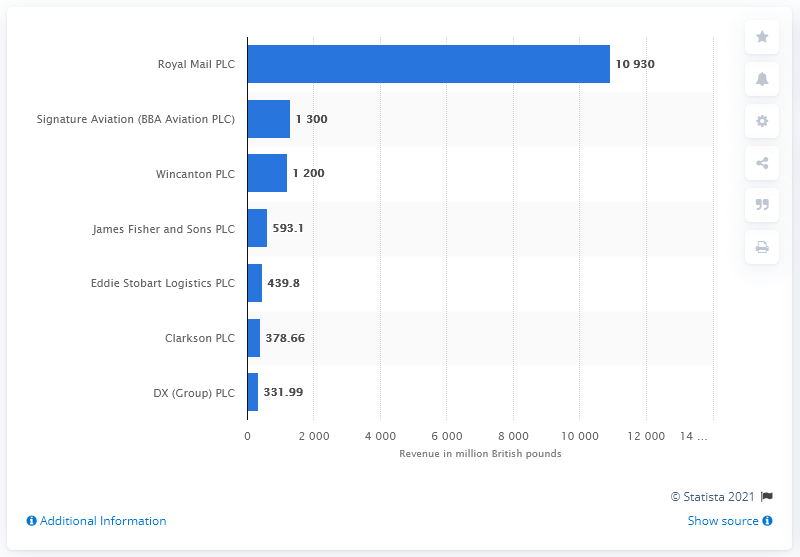 Royal Mail PLC 10 930
Signature Aviation (BBA Aviation PLC) 1 300
Wincanton PLC 1 200
James Fisher and Sons PLC 593.1
Eddie Stobart Logistics PLC 439.8
Clarkson PLC 378.66
DX (Group) PLC 331.99
0 2 000 4 000 6 000 8 000 10 000 12 000 14 ...
Revenue in million British pounds
© Statista 2021
Additional Information Show source